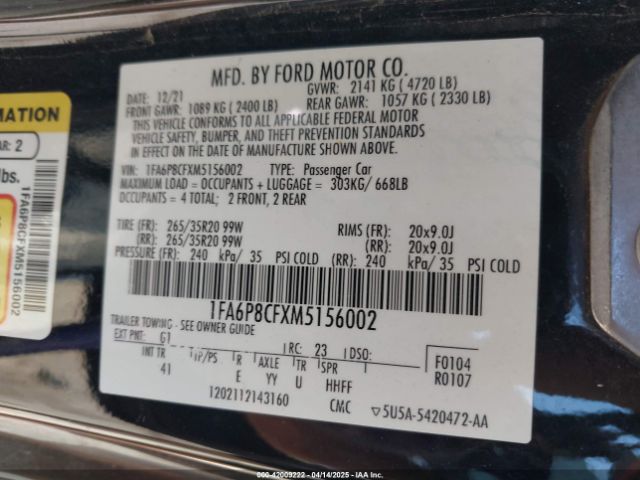 MFD. BY FORD MOTOR CO.
DATE: 12/21 GVWR: 2141 KG ( 4720 LB)
FRONT GAWR: 1089 KG ( 2400 LB) REAR GAWR: 1057 KG ( 2330 LB)
THIS VEHICLE CONFORMS TO ALL APPLICABLE FEDERAL MOTOR
VEHICLE SAFETY, BUMPER, AND THEFT PREVENTION STANDARDS
IN EFFECT ON THE DATE OF MANUFACTURE SHOWN ABOVE.
VIN: 1FA6P8CFXM5156002 TYPE: Passenger Car
MAXIMUM LOAD = OCCUPANTS + LUGGAGE = 303KG/ 668LB
OCCUPANTS = 4 TOTAL; 2 FRONT, 2 REAR
TIRE (FR): 265/35R20 99W RIMS (FR): 20x9.0J
(RR): 265/35R20 99W (RR): 20x9.0J
PRESSURE (FR): 240 kPa/ 35 PSI COLD (RR): 240 kPa/ 35 PSI COLD
1FA6P8CFXM5156002
TRAILER TOWING - SEE OWNER GUIDE
EXT PNT: G1 RC: 23 DSO: F0104
INT TR TP/PS R AXLE TR SPR R0107
41 E YY U HHFF
1202112143160 CMC ▽5U5A-5420472-AA
MATION
AR: 2
lbs.
1FA6P8CFXM5156002
000-42009222 - 04/14/2025 - IAA Inc.